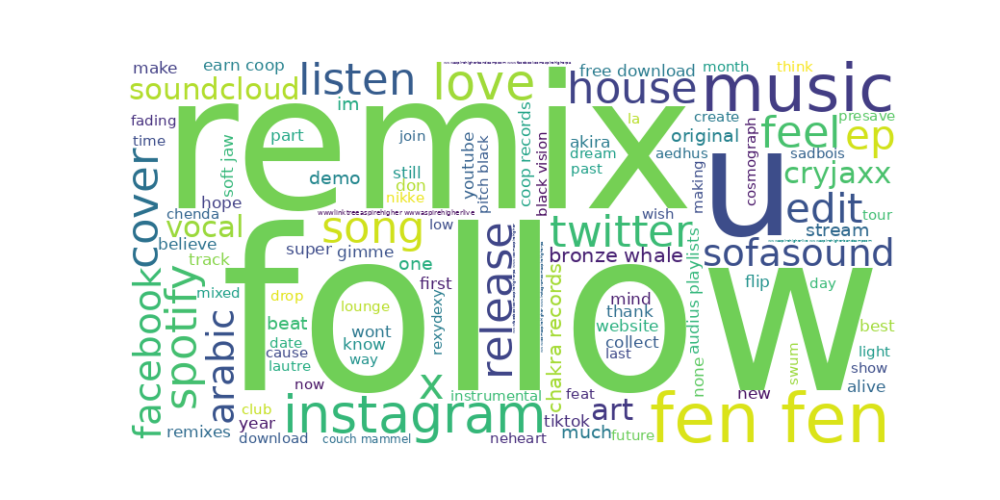 make
earn coop
soundcloud
listen
love
free download
month
think
house
music
remix
im
fading
time
part
join
la
create
presave
akira
original
feel
ep
dream
aedhus
sadbois
past
soft jaw
demo
still
don
nikke
youtube
pitch black
coop records
black vision
making
cosmograph
u
cryjaxx
edit
tour
stream
cover
hope
chenda
vocal
believe
track
www linktree aspirehigher www aspirehigher live
song
low
twitter
wish
sofasound
super
gimme
one
first
release
bronze whale
follow
facebook
spotify
arabic
mixed
drop
beat
date
cause
lautre
now
lounge
wont
know
way
rexydexy
x
chakra records
mind
thank
website
collect
last
none audius playlists
flip
day
best
light
show
swum
alive
new
club
year
remixes
download
instagram
couch mammel
instrumental
feat
neheart
tiktok
art
much
future
fen fen